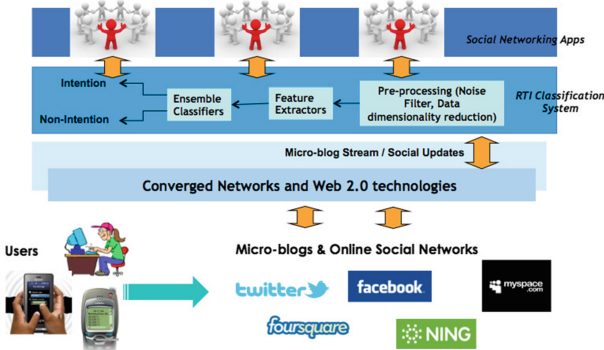 Social Networking Apps
Intention
Non-Intention
Ensemble
Classifiers
Feature
Extractors
Pre-processing (Noise
Filter, Data
dimensionality reduction)
RTI Classification
System
Micro-blog Stream / Social Updates
Converged Networks and Web 2.0 technologies
Users
Micro-blogs & Online Social Networks
twitter
facebook.
myspace
.com
foursquare
NING